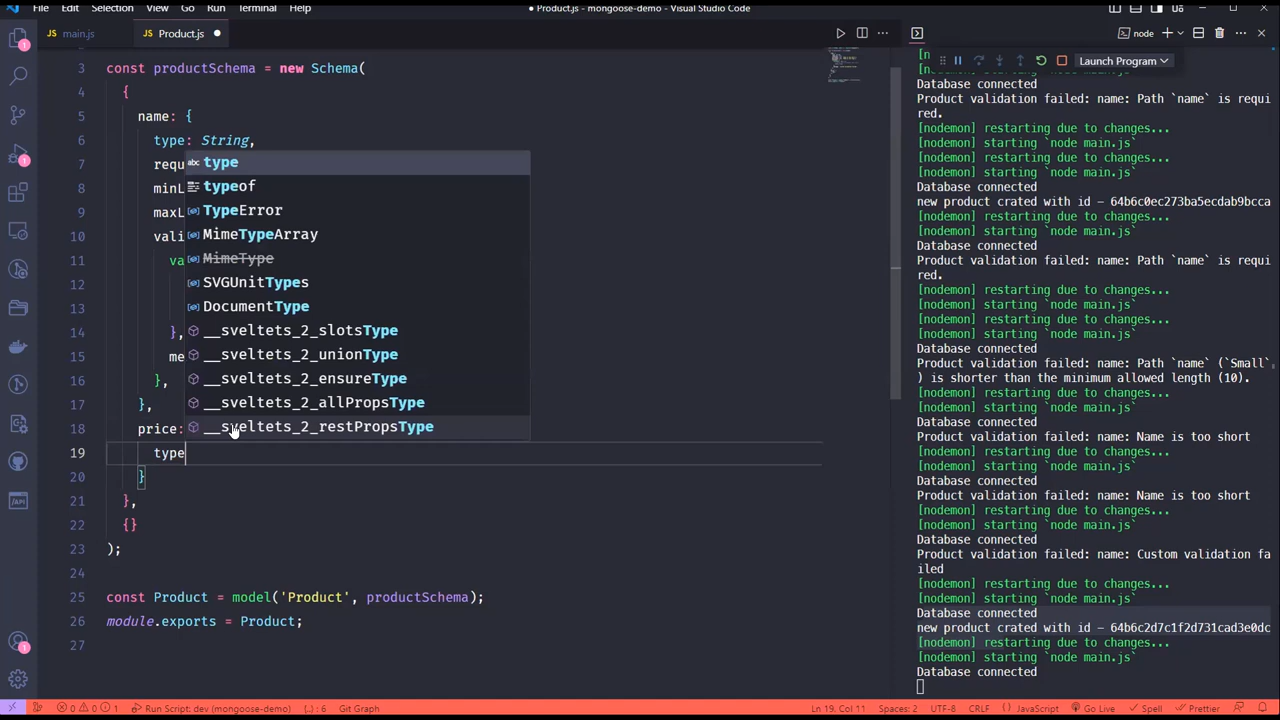 File Edit Selection View Go Run Terminal Help
● Product.js - mongoose-demo - Visual Studio Code
main.js
Product.js ●
node
Launch Program
3 const productSchema = new Schema(
4 {
5 name: {
6 type: String,
7 requ
8 minL
9 maxL
10 vali
11 va
12
13
14 },
15 me
16 },
17 },
18 price:
19 type
20 }
21 },
22 {}
23 );
24
25 const Product = model('Product', productSchema);
26 module.exports = Product;
27
abc type
typeof
TypeError
MimeTypeArray
MimeType
SVGUnitTypes
DocumentType
__sveltets_2_slotsType
__sveltets_2_unionType
__sveltets_2_ensureType
__sveltets_2_allPropsType
__sveltets_2_restPropsType
Database connected
Product validation failed: name: Path `name` is requi
red.
[nodemon] restarting due to changes...
[nodemon] starting `node main.js`
[nodemon] restarting due to changes...
[nodemon] starting `node main.js`
Database connected
new product crated with id – 64b6c0ec273ba5ecdab9bcca
[nodemon] restarting due to changes...
[nodemon] starting `node main.js`
Database connected
Product validation failed: name: Path `name` is requi
red.
[nodemon] restarting due to changes...
[nodemon] starting `node main.js`
[nodemon] restarting due to changes...
[nodemon] starting `node main.js`
Database connected
Product validation failed: name: Path `name` (`Small`
) is shorter than the minimum allowed length (10).
[nodemon] restarting due to changes...
[nodemon] starting `node main.js`
Database connected
Product validation failed: name: Name is too short
[nodemon] restarting due to changes...
[nodemon] starting `node main.js`
Database connected
Product validation failed: name: Name is too short
[nodemon] restarting due to changes...
[nodemon] starting `node main.js`
Database connected
Product validation failed: name: Custom validation fa
iled
[nodemon] restarting due to changes...
[nodemon] starting `node main.js`
Database connected
new product crated with id – 64b6c2d7c1f2d731cad3e0dc
[nodemon] restarting due to changes...
[nodemon] starting `node main.js`
Database connected
/API
0 0 1 Run Script: dev (mongoose-demo) {..} : 6 Git Graph Ln 19, Col 11 Spaces: 2 UTF-8 CRLF {} JavaScript Go Live Spell Prettier